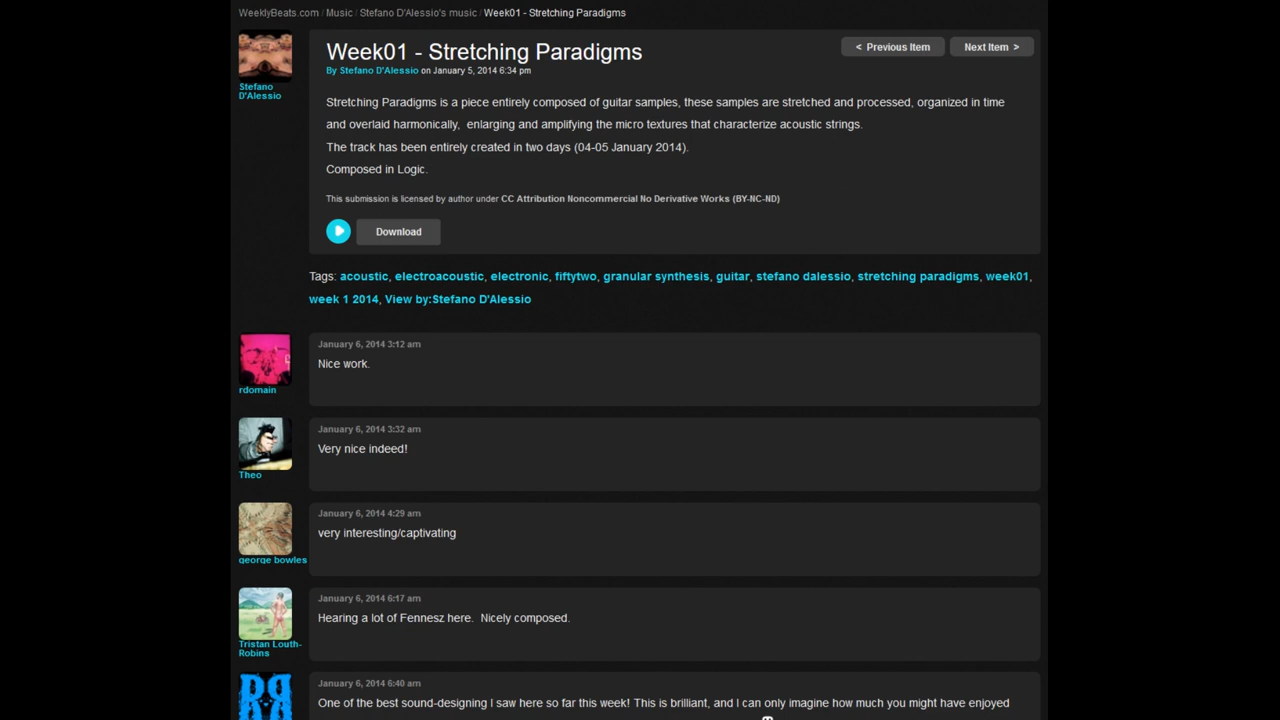 WeeklyBeats.com / Music / Stefano D'Alessio's music / Week01 - Stretching Paradigms
Stefano
D'Alessio
Week01 - Stretching Paradigms
< Previous Item
Next Item >
By Stefano D'Alessio on January 5, 2014 6:34 pm
Stretching Paradigms is a piece entirely composed of guitar samples, these samples are stretched and processed, organized in time
and overlaid harmonically,  enlarging and amplifying the micro textures that characterize acoustic strings.
The track has been entirely created in two days (04-05 January 2014).
Composed in Logic.
This submission is licensed by author under CC Attribution Noncommercial No Derivative Works (BY-NC-ND)
Download
Tags: acoustic, electroacoustic, electronic, fiftytwo, granular synthesis, guitar, stefano dalessio, stretching paradigms, week01,
week 1 2014, View by:Stefano D'Alessio
rdomain
January 6, 2014 3:12 am
Nice work.
Theo
January 6, 2014 3:32 am
Very nice indeed!
george bowles
January 6, 2014 4:29 am
very interesting/captivating
Tristan Louth-
Robins
January 6, 2014 6:17 am
Hearing a lot of Fennesz here.  Nicely composed.
January 6, 2014 6:40 am
One of the best sound-designing I saw here so far this week! This is brilliant, and I can only imagine how much you might have enjoyed